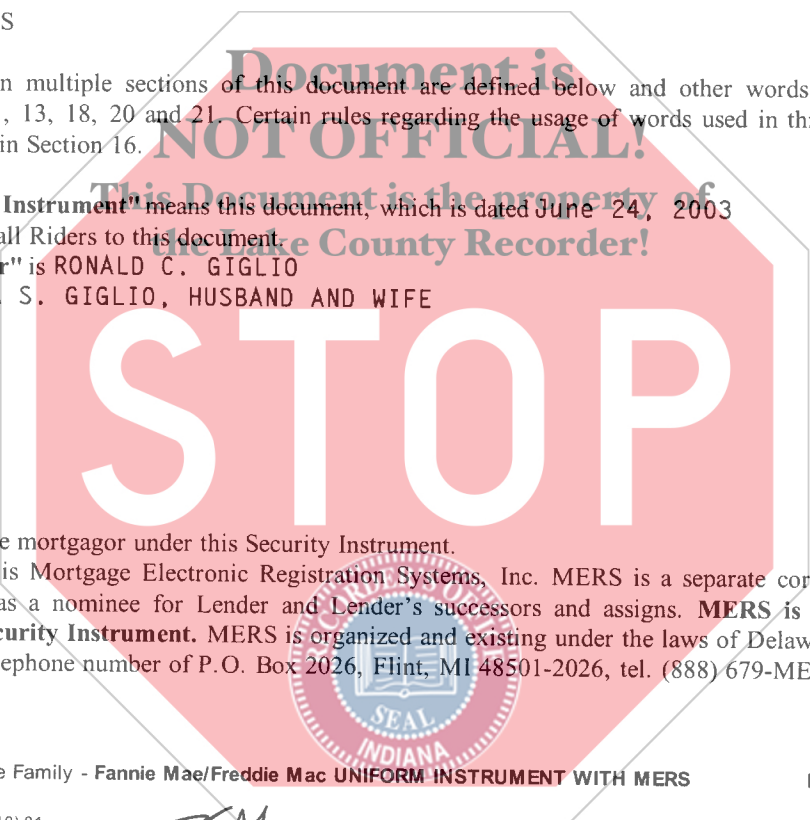 S
Document is
n multiple sections of this document are defined below and other words
, 13, 18, 20 and 21. Certain rules regarding the usage of words used in thi
NOT OFFICIAL!
in Section 16.
This Document is the property of
Instrument" means this document, which is dated June 24, 2003
all Riders to this document.
the Lake County Recorder!
r" is RONALD C. GIGLIO
. S. GIGLIO, HUSBAND AND WIFE
STOP
e mortgagor under this Security Instrument.
is Mortgage Electronic Registration Systems, Inc. MERS is a separate cor
as a nominee for Lender and Lender's successors and assigns. MERS is
curity Instrument. MERS is organized and existing under the laws of Delaw
ephone number of P.O. Box 2026, Flint, MI 48501-2026, tel. (888) 679-ME
RECORDER'S OFFICE
SEAL
INDIANA
e Family - Fannie Mae/Freddie Mac UNIFORM INSTRUMENT WITH MERS